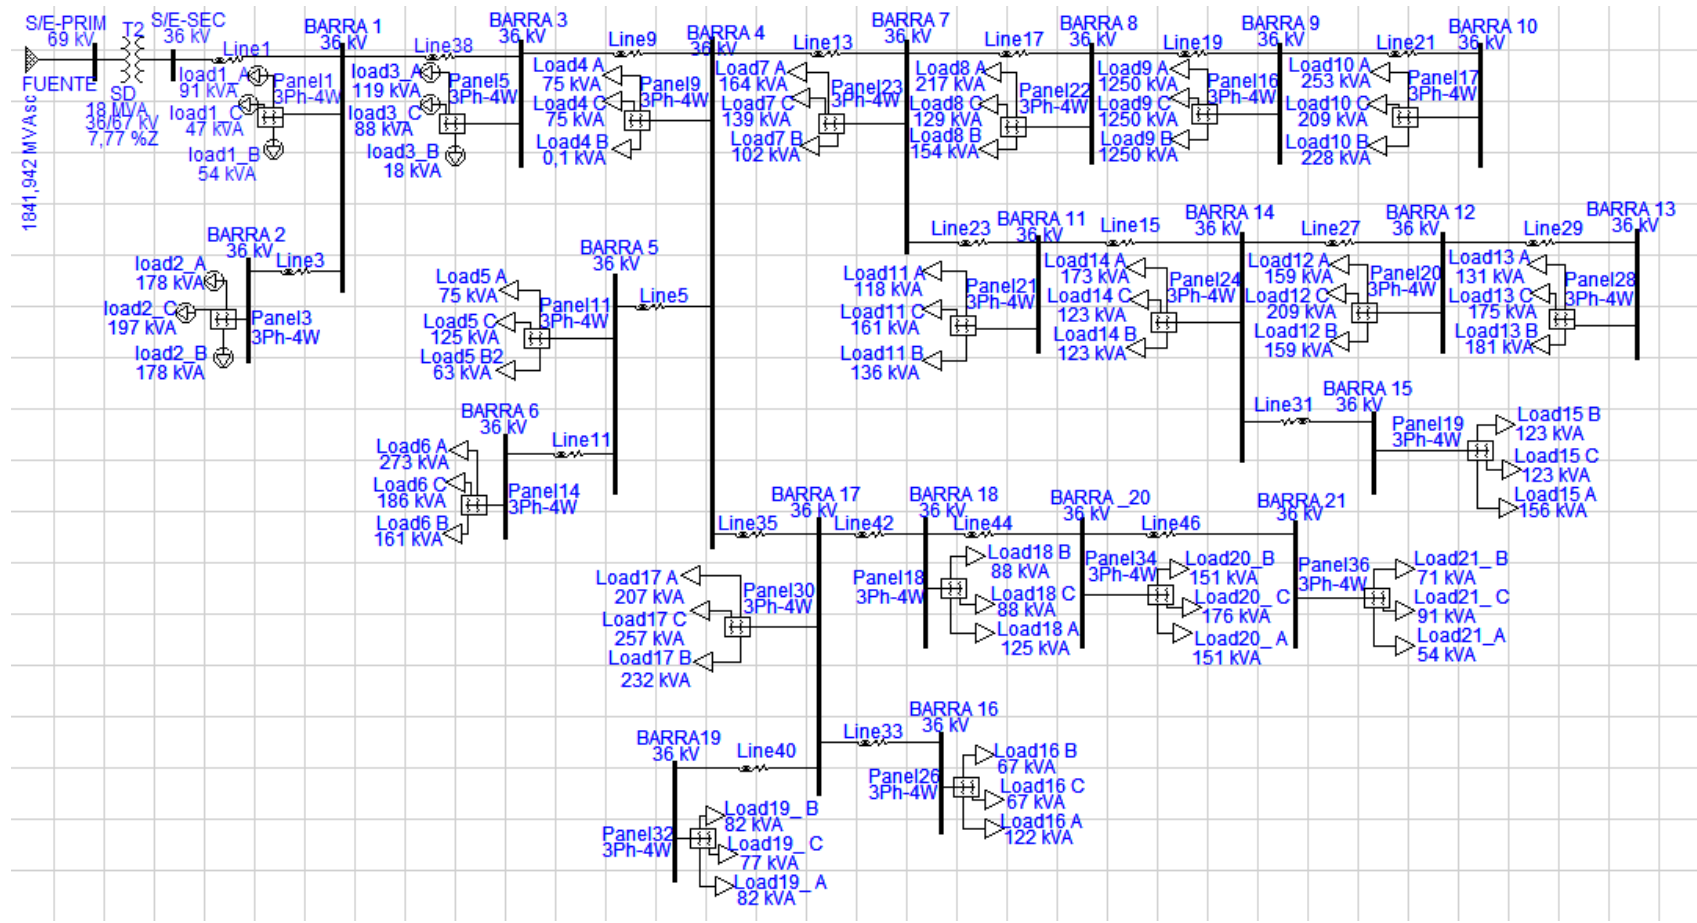 S/E-PRIM
69 kV
T2
S/E-SEC
36 kV
Line1
FUENTE
SD
18 MVA
36/67 kV
7,77 %Z
1841,942 MVAsc
BARRA 1
36 kV
load1_A
91 kVA
load1_C
47 kVA
load1_B
54 kVA
Panel1
3Ph-4W
Line38
BARRA 3
36 kV
load3_A
119 kVA
load3_C
88 kVA
load3_B
18 kVA
Panel5
3Ph-4W
Line9
BARRA 4
36 kV
Load4 A
75 kVA
Load4 C
75 kVA
Load4 B
0,1 kVA
Panel9
3Ph-4W
Line13
BARRA 7
36 kV
Load7 A
164 kVA
Load7 C
139 kVA
Load7 B
102 kVA
Panel23
3Ph-4W
Line17
BARRA 8
36 kV
Load8 A
217 kVA
Load8 C
129 kVA
Load8 B
154 kVA
Panel22
3Ph-4W
Line19
BARRA 9
36 kV
Load9 A
1250 kVA
Load9 C
1250 kVA
Load9 B
1250 kVA
Panel16
3Ph-4W
Line21
BARRA 10
36 kV
Load10 A
253 kVA
Load10 C
209 kVA
Load10 B
228 kVA
Panel17
3Ph-4W
BARRA 2
36 kV
Line3
load2_A
178 kVA
load2_C
197 kVA
load2_B
178 kVA
Panel3
3Ph-4W
BARRA 5
36 kV
Line5
Load5 A
75 kVA
Load5 C
125 kVA
Load5 B2
63 kVA
Panel11
3Ph-4W
Line23
BARRA 11
36 kV
Load11 A
118 kVA
Load11 C
161 kVA
Load11 B
136 kVA
Panel21
3Ph-4W
Line15
BARRA 14
36 kV
Load14 A
173 kVA
Load14 C
123 kVA
Load14 B
123 kVA
Panel24
3Ph-4W
Line27
BARRA 12
36 kV
Load12 A
159 kVA
Load12 C
209 kVA
Load12 B
159 kVA
Panel20
3Ph-4W
Line29
BARRA 13
36 kV
Load13 A
131 kVA
Load13 C
175 kVA
Load13 B
181 kVA
Panel28
3Ph-4W
BARRA 6
36 kV
Line11
Load6 A
273 kVA
Load6 C
186 kVA
Load6 B
161 kVA
Panel14
3Ph-4W
Line31
BARRA 15
36 kV
Panel19
3Ph-4W
Load15 B
123 kVA
Load15 C
123 kVA
Load15 A
156 kVA
Line35
BARRA 17
36 kV
Load17 A
207 kVA
Load17 C
257 kVA
Load17 B
232 kVA
Panel30
3Ph-4W
Line42
BARRA 18
36 kV
Panel18
3Ph-4W
Load18 B
88 kVA
Load18 C
88 kVA
Load18 A
125 kVA
Line44
BARRA _20
36 kV
Panel34
3Ph-4W
Load20_B
151 kVA
Load20_ C
176 kVA
Load20_ A
151 kVA
Line46
BARRA 21
36 kV
Panel36
3Ph-4W
Load21_ B
71 kVA
Load21_ C
91 kVA
Load21_A
54 kVA
BARRA19
36 kV
Line40
Panel32
3Ph-4W
Load19_ B
82 kVA
Load19_ C
77 kVA
Load19_ A
82 kVA
Line33
BARRA 16
36 kV
Panel26
3Ph-4W
Load16 B
67 kVA
Load16 C
67 kVA
Load16 A
122 kVA